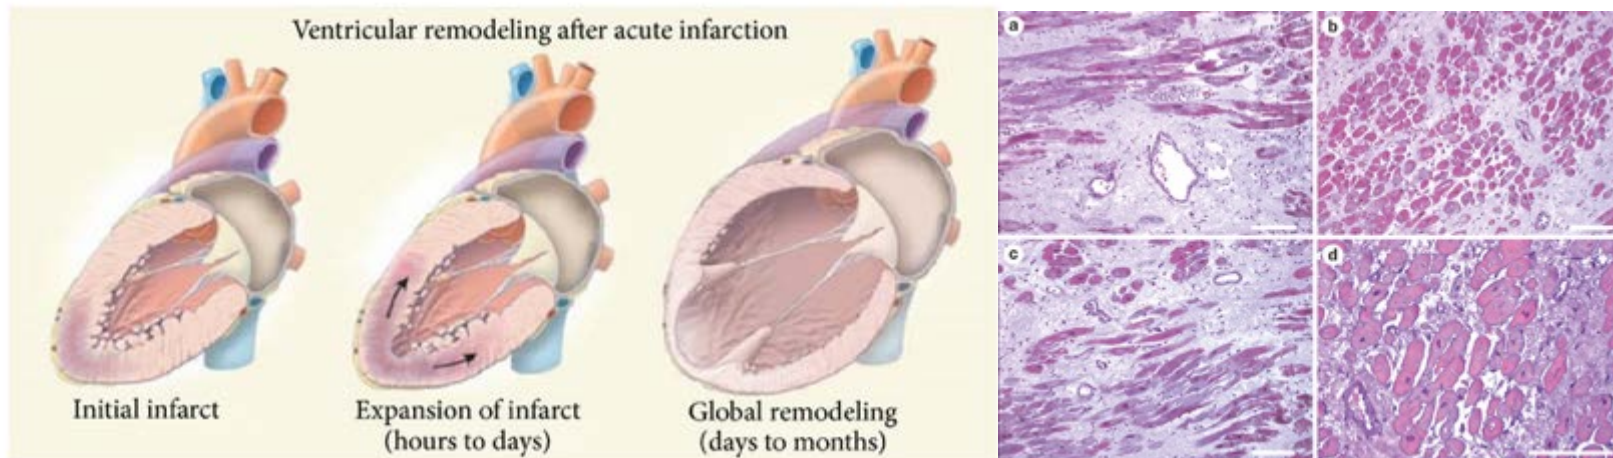 Ventricular remodeling after acute infarction
Initial infarct
Expansion of infarct
(hours to days)
Global remodeling
(days to months)
a
b
c
d